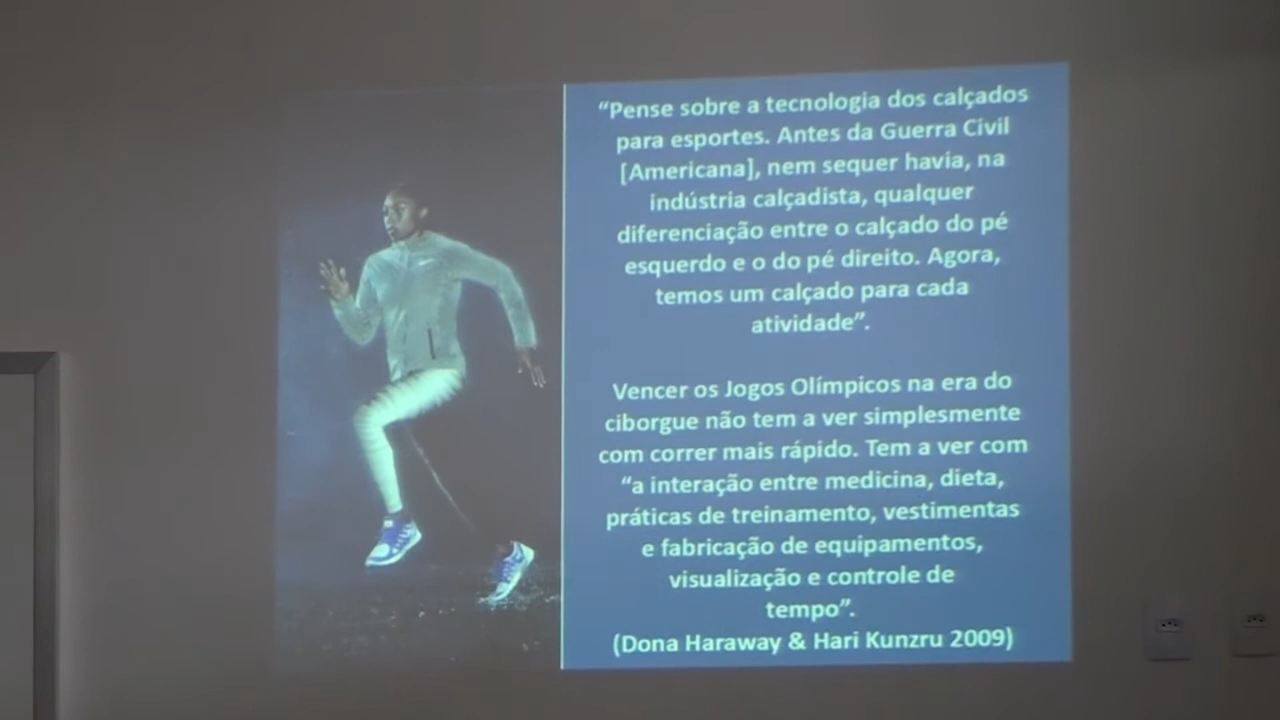 “Pense sobre a tecnologia dos calçados
para esportes. Antes da Guerra Civil
[Americana], nem sequer havia, na
indústria calçadista, qualquer
diferenciação entre o calçado do pé
esquerdo e o do pé direito. Agora,
temos um calçado para cada
atividade”.
Vencer os Jogos Olímpicos na era do
ciborgue não tem a ver simplesmente
com correr mais rápido. Tem a ver com
“a interação entre medicina, dieta,
práticas de treinamento, vestimentas
e fabricação de equipamentos,
visualização e controle de
tempo”.
(Dona Haraway & Hari Kunzru 2009)